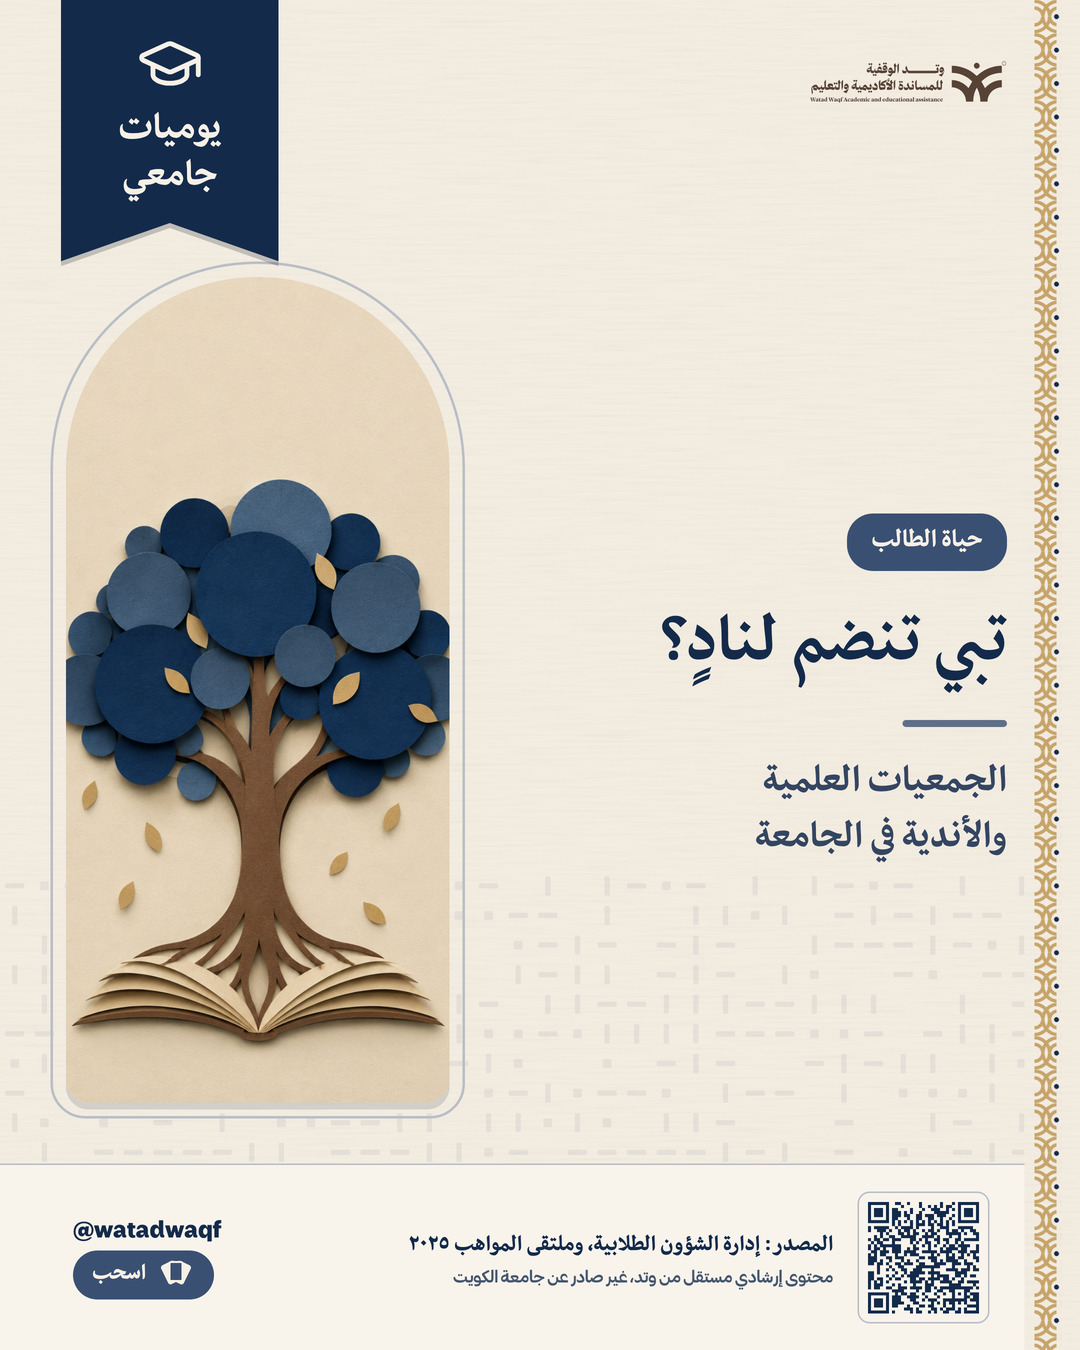 يوميات
جامعي
وتـــد الوقفية
للمساندة الأكاديمية والتعليم
Watad Waqf Academic and educational assistance
حياة الطالب
تبي تنضم لنادٍ؟
الجمعيات العلمية
والأندية في الجامعة
المصدر: إدارة الشؤون الطلابية، وملتقى المواهب ٢٠٢٥
محتوى إرشادي مستقل من وتد، غير صادر عن جامعة الكويت
@watadwaqf
اسحب